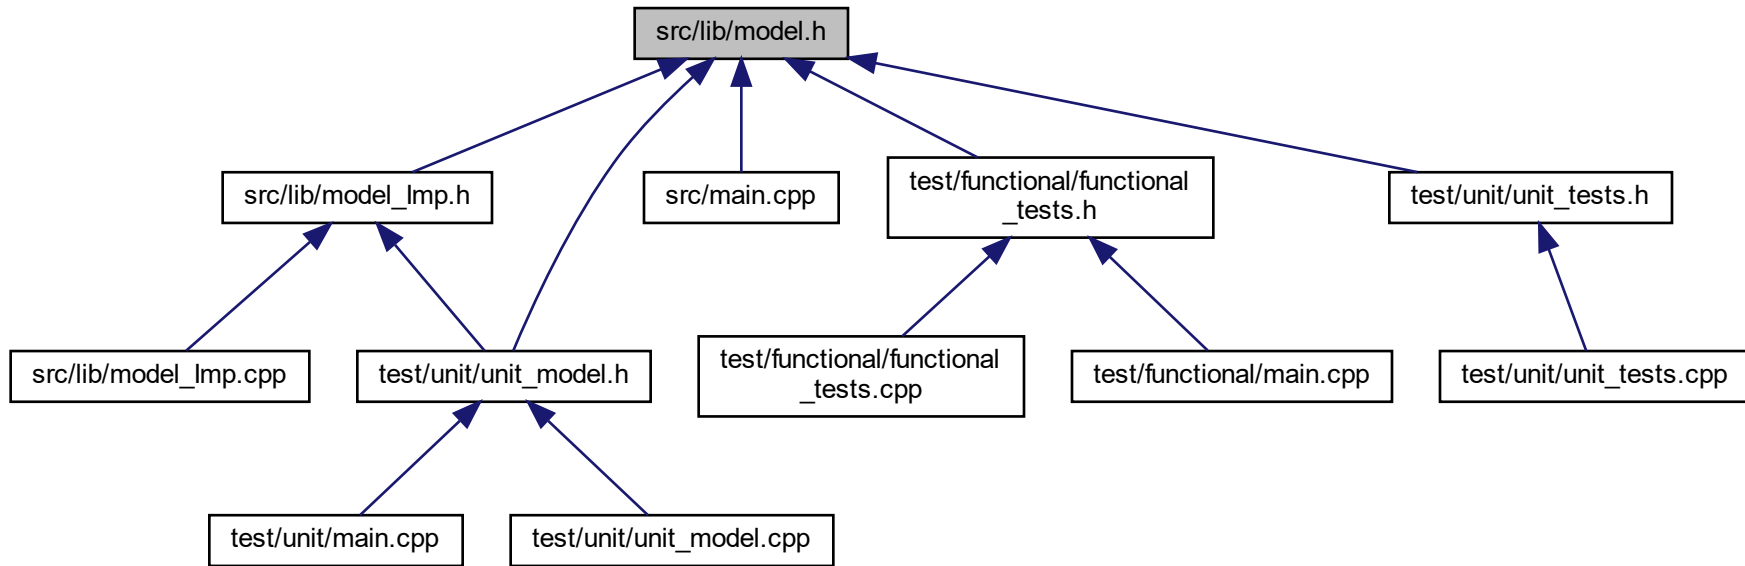 src/lib/model.h
src/lib/model_Imp.h
src/main.cpp
test/functional/functional
_tests.h
test/unit/unit_tests.h
src/lib/model_Imp.cpp
test/unit/unit_model.h
test/functional/functional
_tests.cpp
test/functional/main.cpp
test/unit/unit_tests.cpp
test/unit/main.cpp
test/unit/unit_model.cpp